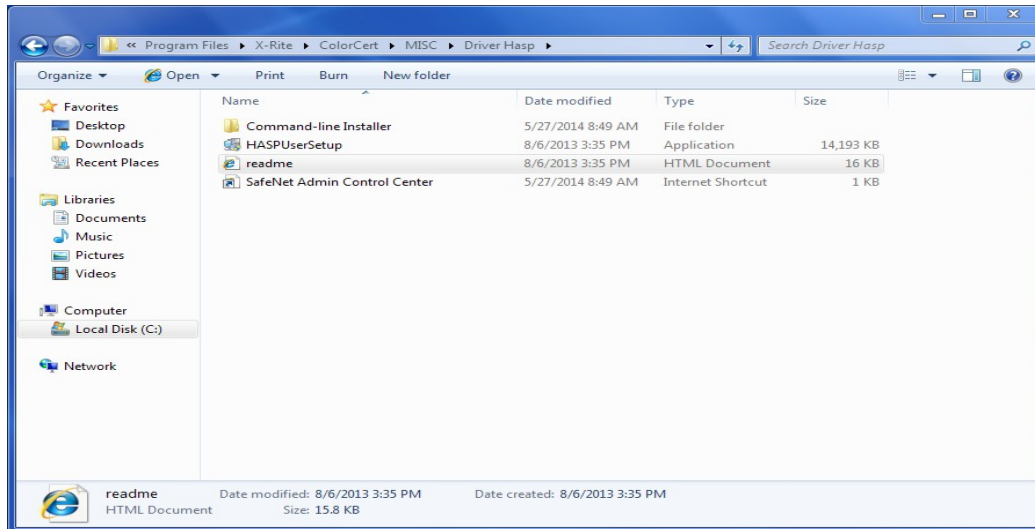 « Program Files ▸ X-Rite ▸ ColorCert ▸ MISC ▸ Driver Hasp ▸ Search Driver Hasp
Organize Open Print Burn New folder
Favorites
Desktop
Downloads
Recent Places
Libraries
Documents
Music
Pictures
Videos
Computer
Local Disk (C:)
Network
Name Date modified Type Size
Command-line Installer 5/27/2014 8:49 AM File folder
HASPUserSetup 8/6/2013 3:35 PM Application 14,193 KB
readme 8/6/2013 3:35 PM HTML Document 16 KB
SafeNet Admin Control Center 5/27/2014 8:49 AM Internet Shortcut 1 KB
readme Date modified: 8/6/2013 3:35 PM Date created: 8/6/2013 3:35 PM
HTML Document Size: 15.8 KB